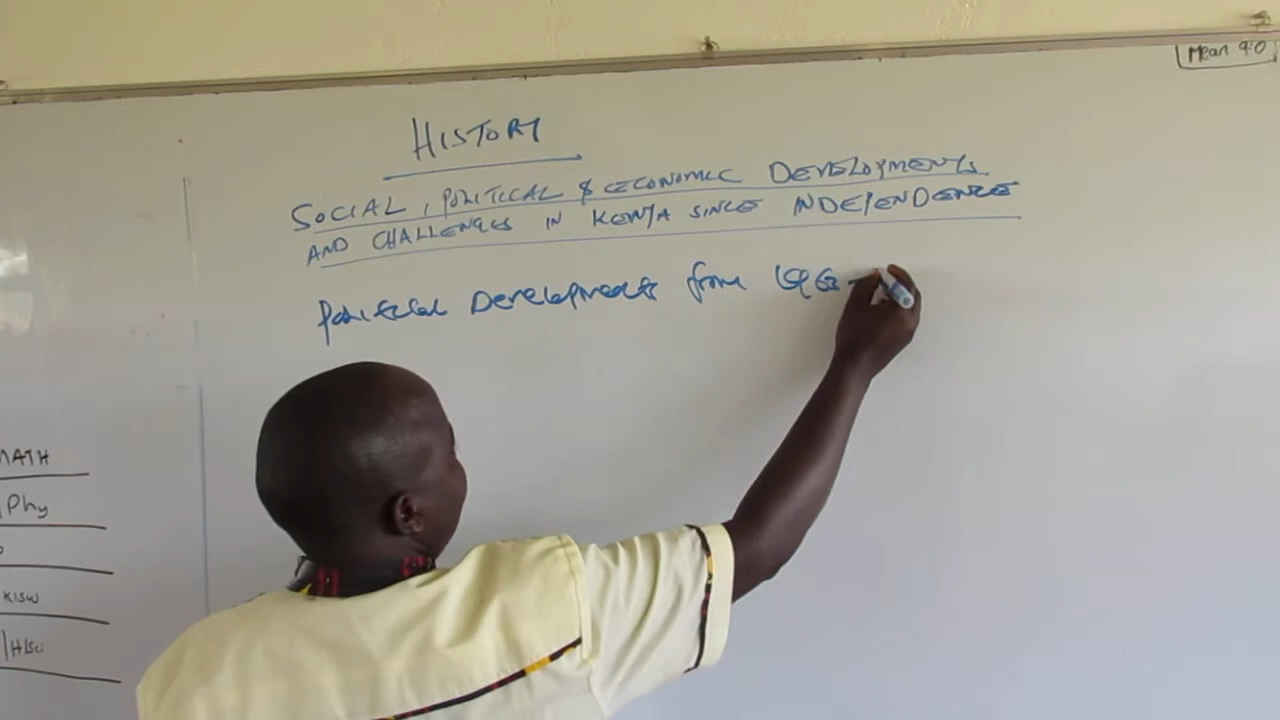 Mean 9.0
HISTORY
SOCIAL, POLITICAL & ECONOMIC DEVELOPMENTS
AND CHALLENGES IN KENYA SINCE INDEPENDENCE
Political Developments from 1963 -
MATH
Phy
KISW